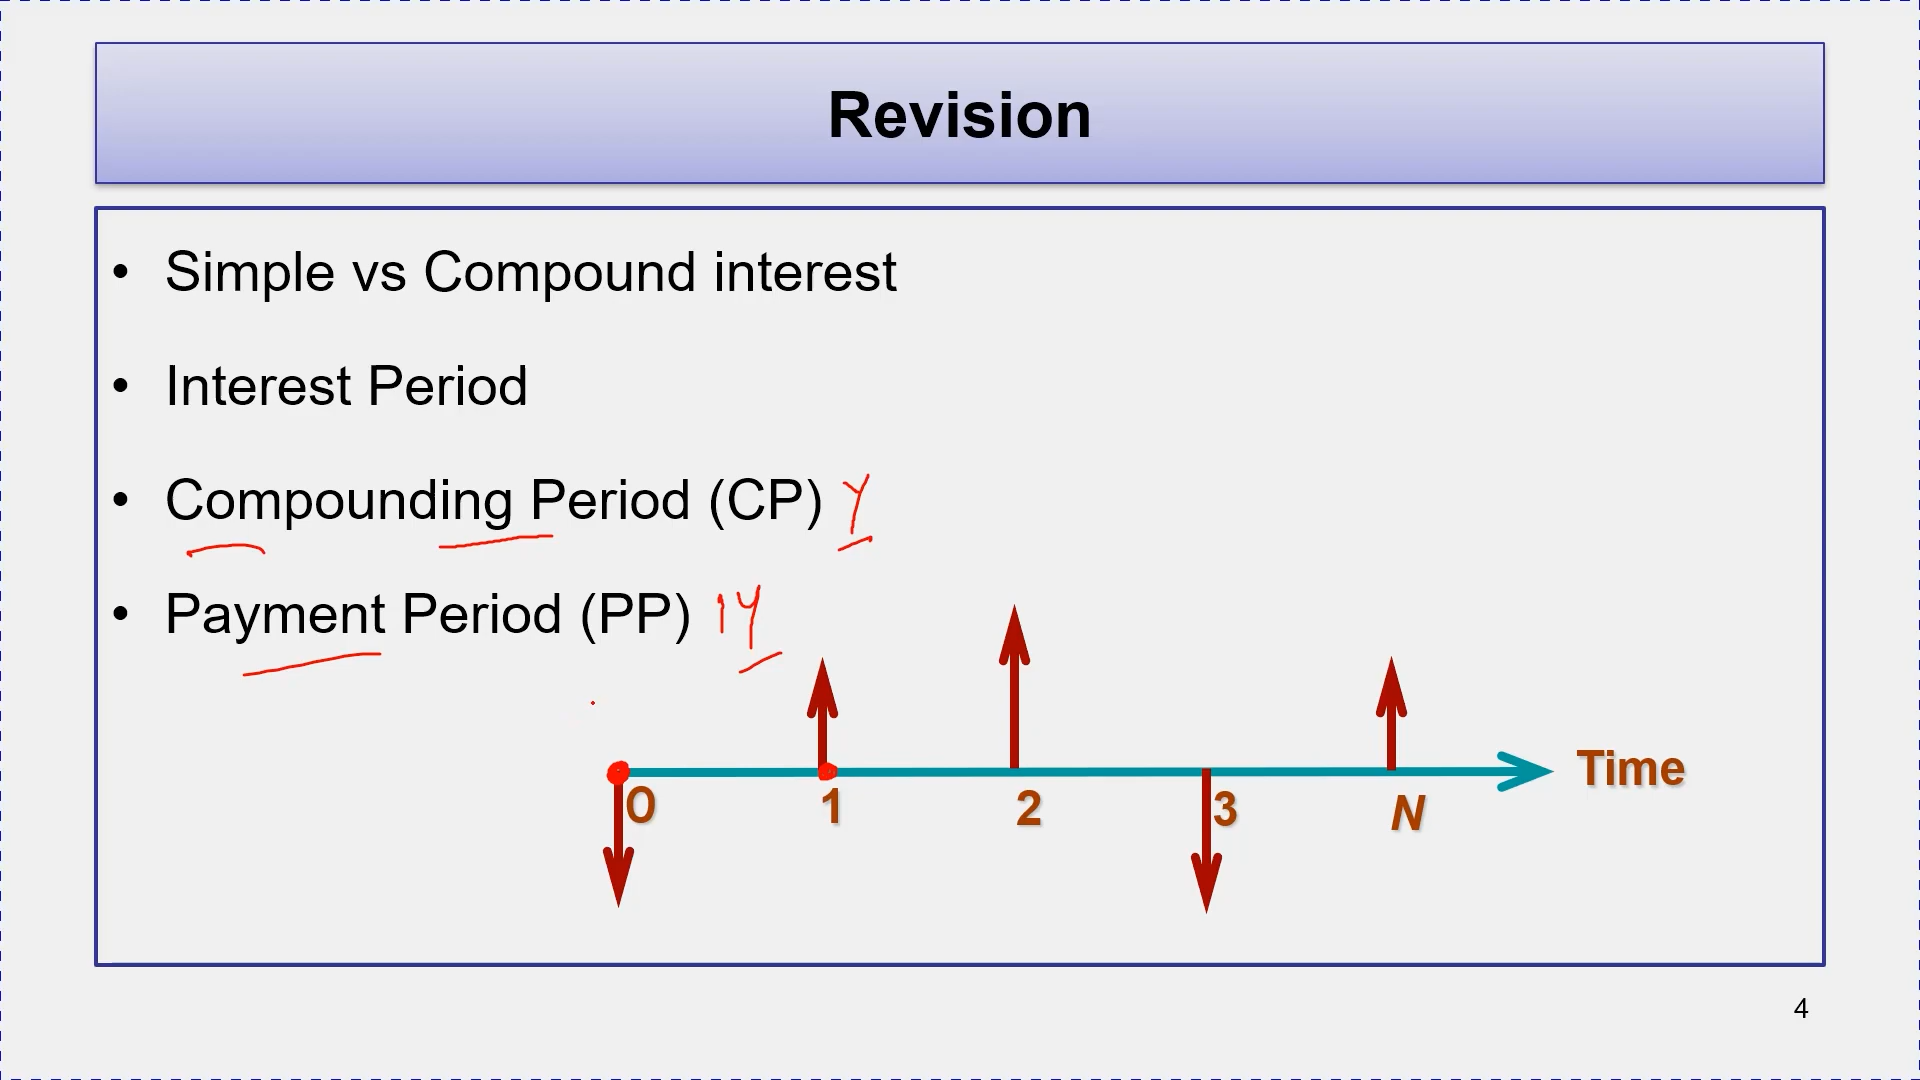 Revision
• Simple vs Compound interest
• Interest Period
• Compounding Period (CP) Y
• Payment Period (PP) 1Y
Time
0 1 2 3 N
4